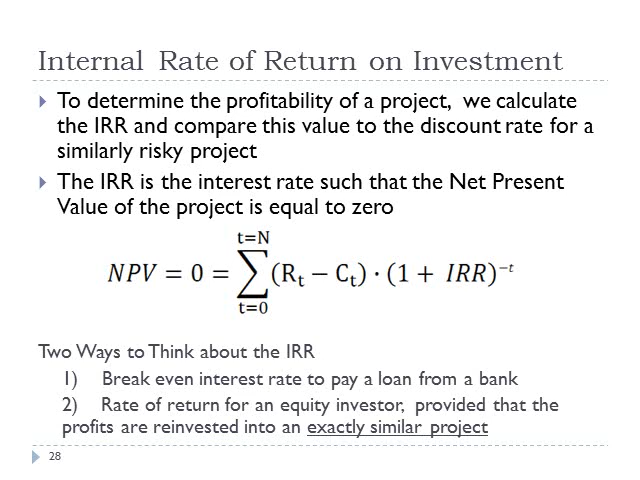 Internal Rate of Return on Investment
To determine the profitability of a project, we calculate
the IRR and compare this value to the discount rate for a
similarly risky project
The IRR is the interest rate such that the Net Present
Value of the project is equal to zero
t=N
NPV = 0 = ∑(Rₜ − Cₜ) · (1 + IRR)⁻ᵗ
t=0
Two Ways to Think about the IRR
1) Break even interest rate to pay a loan from a bank
2) Rate of return for an equity investor, provided that the
profits are reinvested into an exactly similar project
28